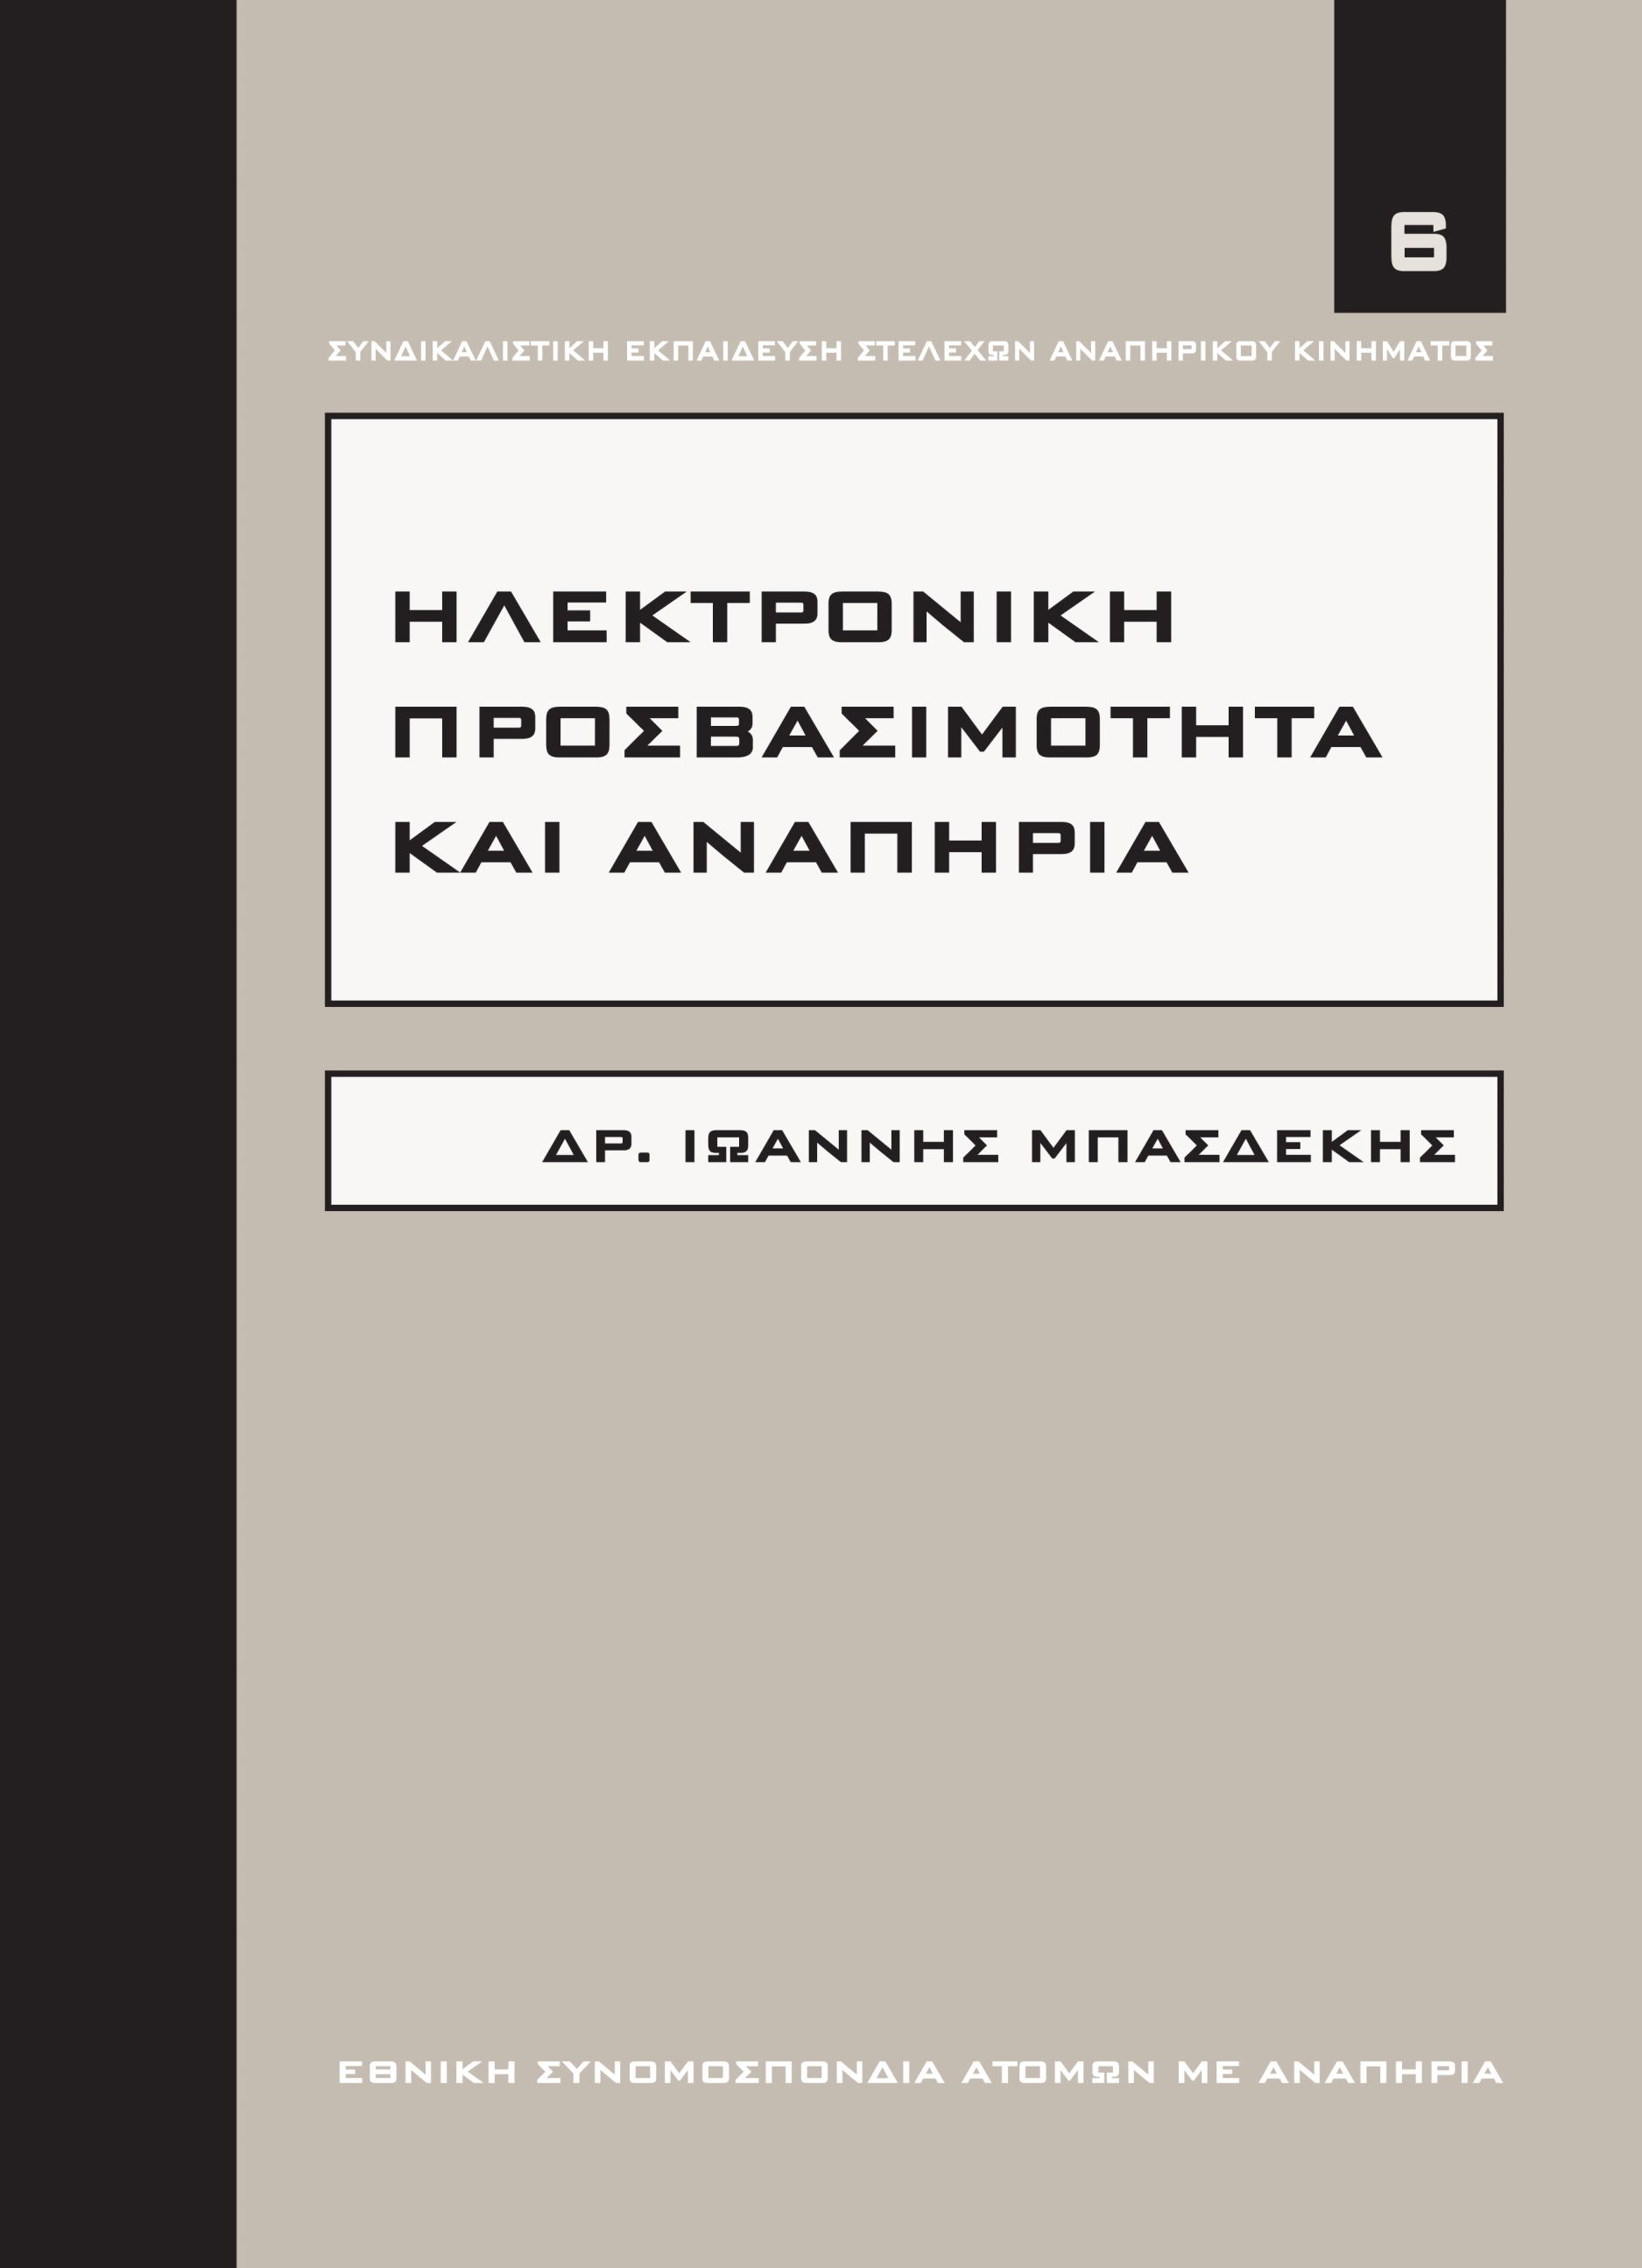 6
ΣΥΝΔΙΚΑΛΙΣΤΙΚΗ ΕΚΠΑΙΔΕΥΣΗ ΣΤΕΛΕΧΩΝ ΑΝΑΠΗΡΙΚΟΥ ΚΙΝΗΜΑΤΟΣ
ΗΛΕΚΤΡΟΝΙΚΗ
ΠΡΟΣΒΑΣΙΜΟΤΗΤΑ
ΚΑΙ ΑΝΑΠΗΡΙΑ
ΔΡ. ΙΩΑΝΝΗΣ ΜΠΑΣΔΕΚΗΣ
ΕΘΝΙΚΗ ΣΥΝΟΜΟΣΠΟΝΔΙΑ ΑΤΟΜΩΝ ΜΕ ΑΝΑΠΗΡΙΑ